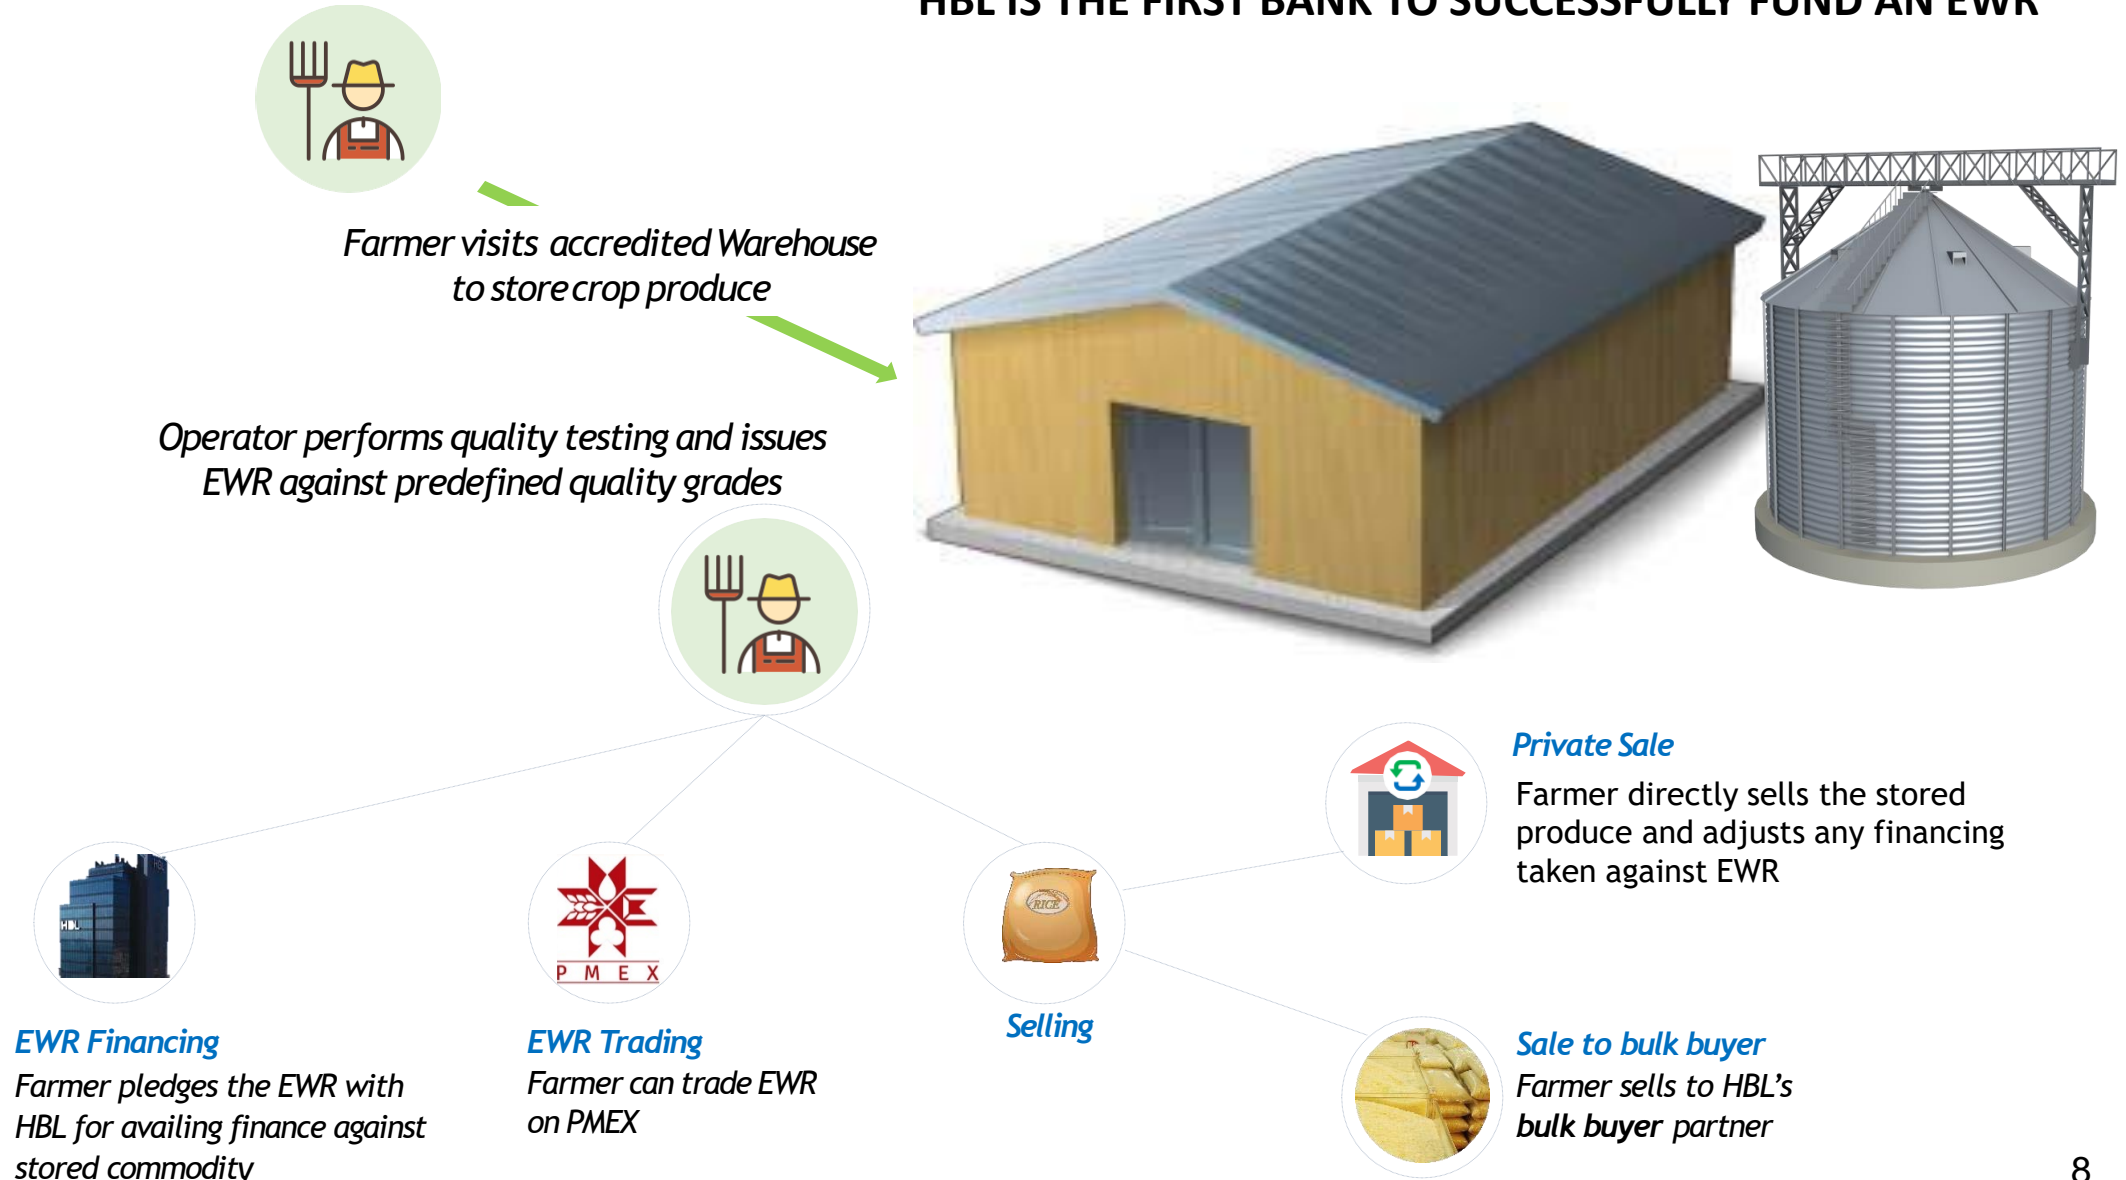 HBL IS THE FIRST BANK TO SUCCESSFULLY FUND AN EWR
Farmer visits accredited Warehouse
to store crop produce
Operator performs quality testing and issues
EWR against predefined quality grades
Private Sale
Farmer directly sells the stored
produce and adjusts any financing
taken against EWR
HBL
HBL
PMEX
RICE
Selling
EWR Financing
Farmer pledges the EWR with
HBL for availing finance against
stored commodity
EWR Trading
Farmer can trade EWR
on PMEX
Sale to bulk buyer
Farmer sells to HBL's
bulk buyer partner
8